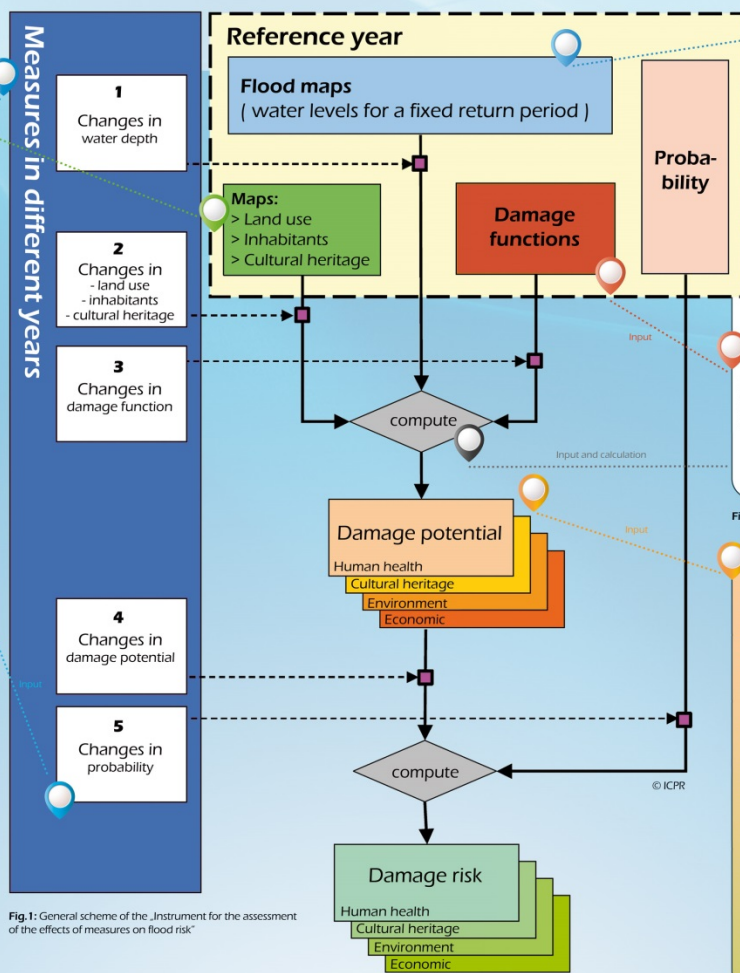 Measures in different years
1
Changes in
water depth
2
Changes in
- land use
- inhabitants
- cultural heritage
3
Changes in
damage function
4
Changes in
damage potential
5
Changes in
probability
Input
Reference year
Flood maps
( water levels for a fixed return period )
Maps:
> Land use
> Inhabitants
> Cultural heritage
Damage
functions
Proba-
bility
Input
compute
Input and calculation
Input
Damage potential
Human health
Cultural heritage
Environment
Economic
compute
© ICPR
Damage risk
Human health
Cultural heritage
Environment
Economic
Fig.1: General scheme of the „Instrument for the assessment
of the effects of measures on flood risk"